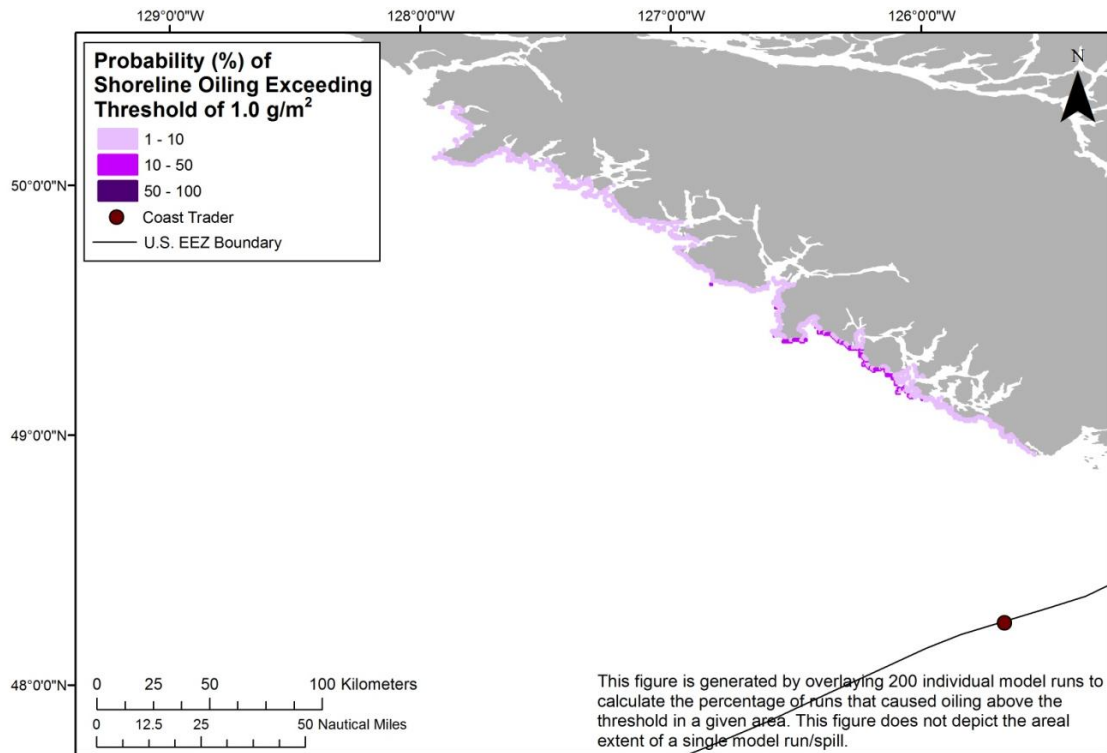 129°0'0"W 128°0'0"W 127°0'0"W 126°0'0"W
Probability (%) of
Shoreline Oiling Exceeding
Threshold of 1.0 g/m²
1 - 10
10 - 50
50 - 100
Coast Trader
U.S. EEZ Boundary
N
50°0'0"N
49°0'0"N
48°0'0"N
0 25 50 100 Kilometers
0 12.5 25 50 Nautical Miles
This figure is generated by overlaying 200 individual model runs to
calculate the percentage of runs that caused oiling above the
threshold in a given area. This figure does not depict the areal
extent of a single model run/spill.